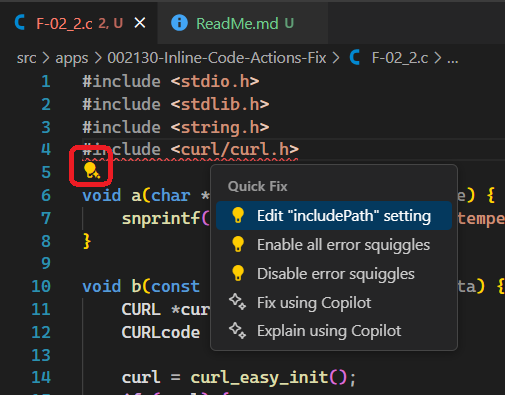 C F-02_2.c 2, U
ReadMe.md U
src > apps > 002130-Inline-Code-Actions-Fix > C F-02_2.c > ...
1 #include <stdio.h>
2 #include <stdlib.h>
3 #include <string.h>
4 #include <curl/curl.h>
5
6 void a(char * e) {
7 snprintf( tempe
8 }
9
10 void b(const ta) {
11 CURL *cur
12 CURLcode
13
14 curl = curl_easy_init();
Quick Fix
Edit "includePath" setting
Enable all error squiggles
Disable error squiggles
Fix using Copilot
Explain using Copilot